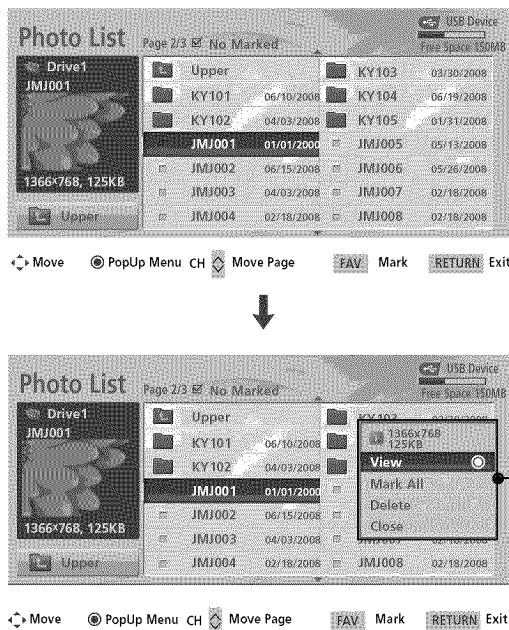 USB Device
Photo List Page 2/3 No Marked Free Space 150MB
Drive1
JMJ001
1366×768, 125KB
Upper
Upper KY103 03/30/2008
KY101 06/10/2008 KY104 06/19/2008
KY102 04/03/2008 KY105 01/31/2008
JMJ001 01/01/2000 JMJ005 05/13/2008
JMJ002 06/15/2008 JMJ006 05/26/2008
JMJ003 04/03/2008 JMJ007 02/18/2008
JMJ004 02/18/2008 JMJ008 02/18/2008
Move PopUp Menu CH Move Page FAV Mark RETURN Exit
USB Device
Photo List Page 2/3 No Marked Free Space 150MB
Drive1
JMJ001
1366×768, 125KB
Upper
Upper
KY101 06/10/2008
KY102 04/03/2008
JMJ001 01/01/2000
JMJ002 06/15/2008
JMJ003 04/03/2008
JMJ004 02/18/2008 JMJ008 02/18/2008
1366x768
125KB
View
Mark All
Delete
Close
Move PopUp Menu CH Move Page FAV Mark RETURN Exit